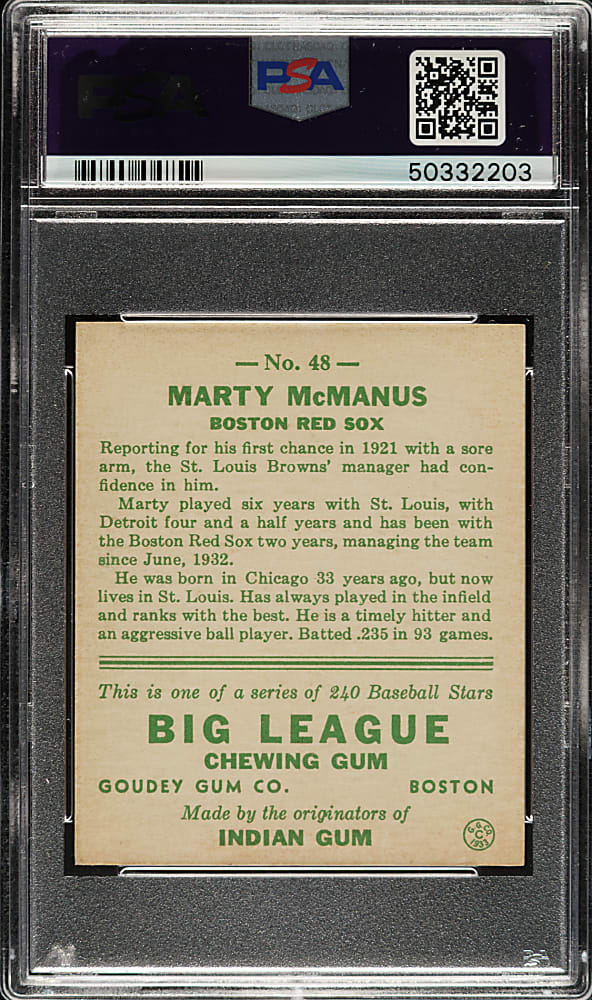 PSA
50332203
— No. 48 —
MARTY McMANUS
BOSTON RED SOX
Reporting for his first chance in 1921 with a sore
arm, the St. Louis Browns' manager had con-
fidence in him.
Marty played six years with St. Louis, with
Detroit four and a half years and has been with
the Boston Red Sox two years, managing the team
since June, 1932.
He was born in Chicago 33 years ago, but now
lives in St. Louis. Has always played in the infield
and ranks with the best. He is a timely hitter and
an aggressive ball player. Batted .235 in 93 games.
This is one of a series of 240 Baseball Stars
BIG LEAGUE
CHEWING GUM
GOUDEY GUM CO. BOSTON
Made by the originators of
INDIAN GUM
G.G.CO.
C
1933